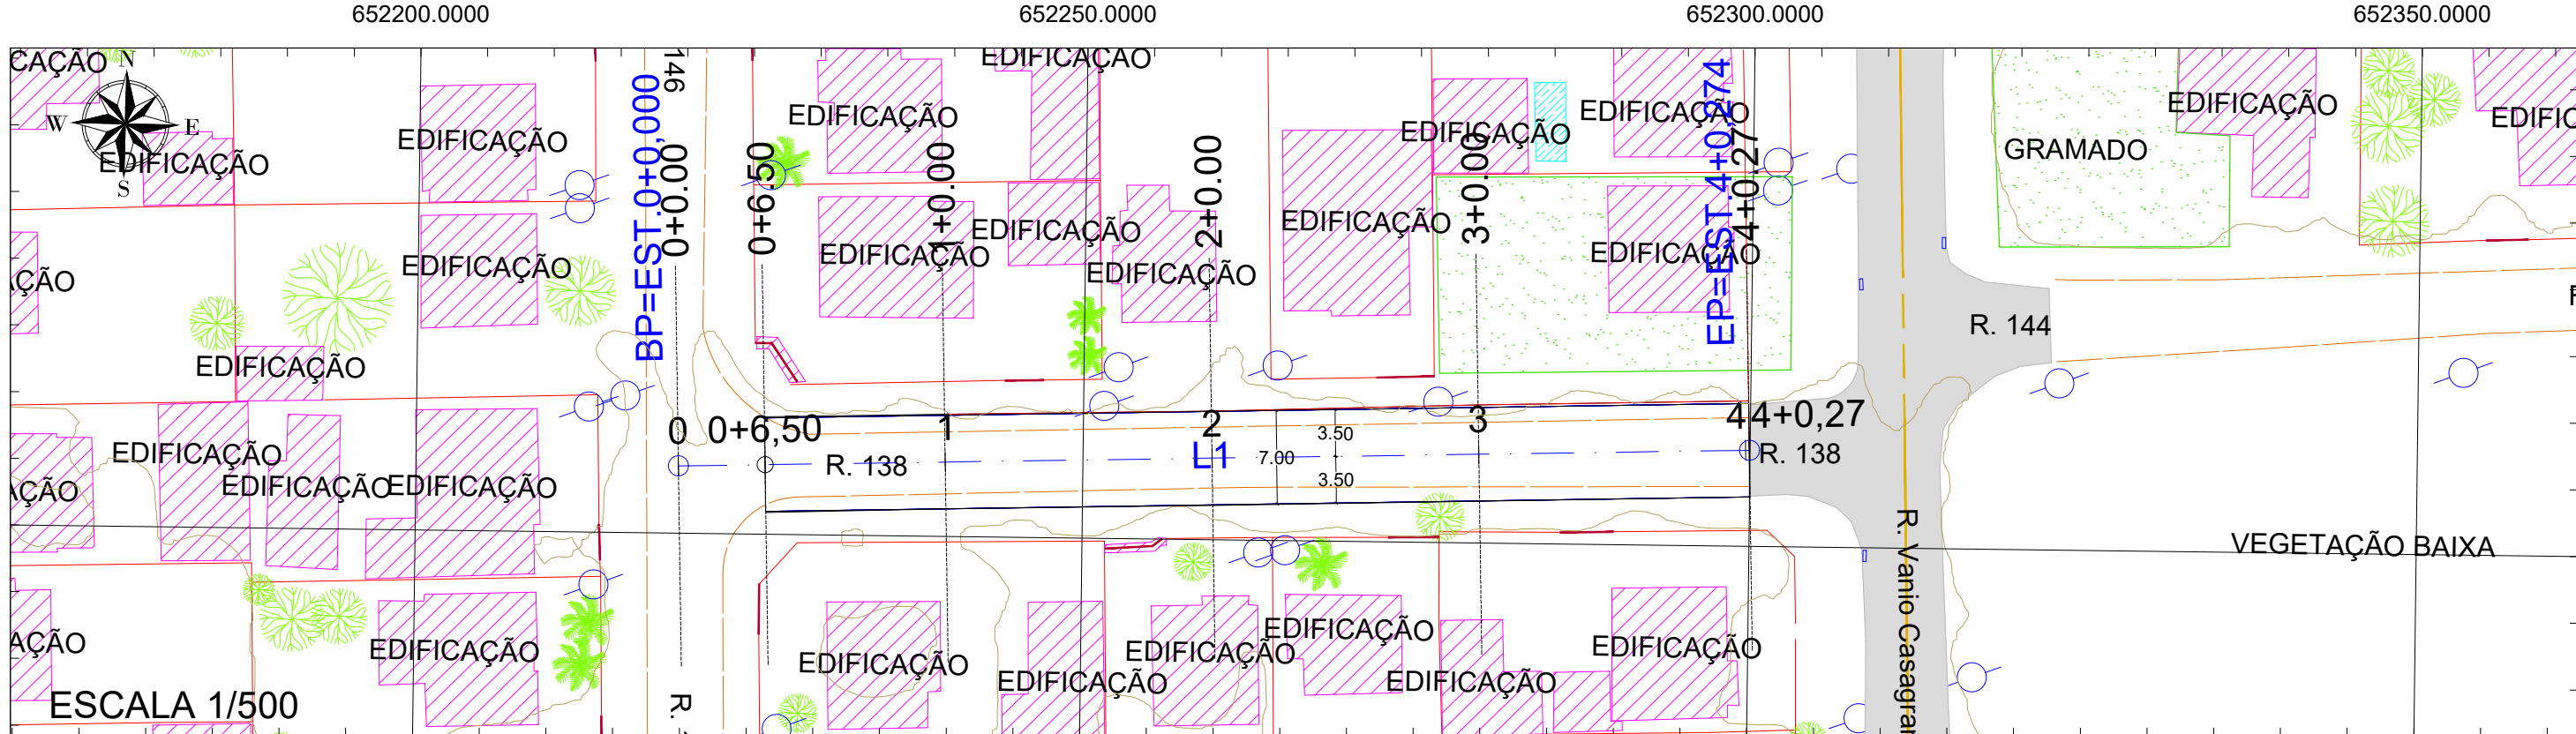 652200.0000
652250.0000
652300.0000
652350.0000
CAÇÃO
N
W
E
S
EDIFICAÇÃO
EDIFICAÇÃO
BP=EST.0+0,000
146
0+0.00
0+6.50
EDIFICAÇÃO
1+0.00
EDIFICAÇÃO
2+0.00
EDIFICAÇÃO
3+0.00
EDIFICAÇÃO
EP=EST.4+0,274
4+0.27
GRAMADO
EDIFICAÇÃO
EDIFIC
AÇÃO
EDIFICAÇÃO
EDIFICAÇÃO
EDIFICAÇÃO
EDIFICAÇÃO
EDIFICAÇÃO
EDIFICAÇÃO
R. 144
EDIFICAÇÃO
0
0+6,50
1
2
3
4
4+0,27
3.50
EDIFICAÇÃO
R. 138
L1
7.00
R. 138
AÇÃO
EDIFICAÇÃO
EDIFICAÇÃO
3.50
R. Vanio Casagra
VEGETAÇÃO BAIXA
AÇÃO
EDIFICAÇÃO
EDIFICAÇÃO
EDIFICAÇÃO
EDIFICAÇÃO
EDIFICAÇÃO
EDIFICAÇÃO
EDIFICAÇÃO
ESCALA 1/500
R.